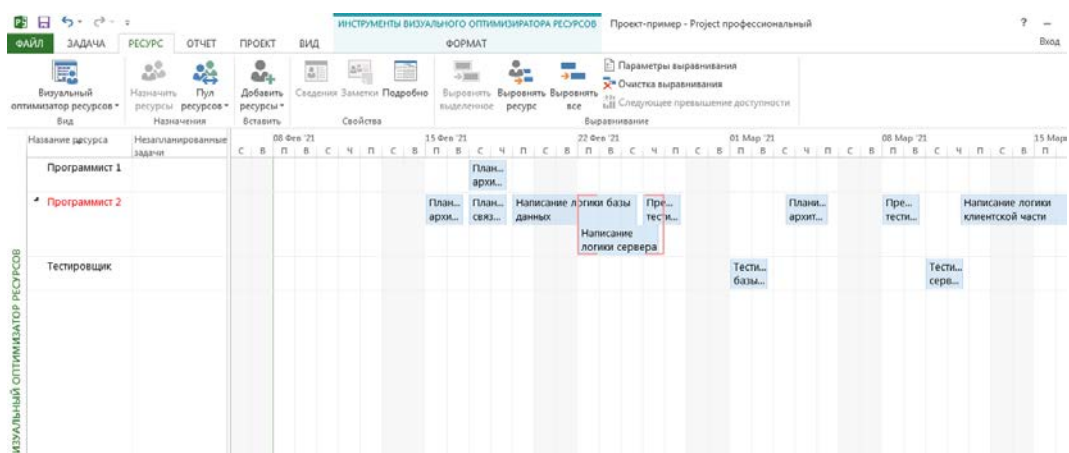 ИНСТРУМЕНТЫ ВИЗУАЛЬНОГО ОПТИМИЗИРАТОРА РЕСУРСОВ Проект-пример - Project профессиональный ? –
ФАЙЛ ЗАДАЧА РЕСУРС ОТЧЕТ ПРОЕКТ ВИД ФОРМАТ Вход
Визуальный оптимизатор ресурсов
Назначить ресурсы
Пул ресурсов
Добавить ресурсы
Сведения Заметки Подробно
Выровнять выделенное
Выровнять ресурс
Выровнять все
Параметры выравнивания
Очистка выравнивания
Следующее превышение доступности
Вид Назначения Вставить Свойства Выравнивание
Название ресурса
Незапланированные задачи
08 Фев '21 15 Фев '21 22 Фев '21 01 Мар '21 08 Мар '21 15 Мар
С В П В С Ч П С В П В С Ч П С В П В С Ч П С В П В С Ч П С В П В С Ч П С В П
Программист 1
План...
архи...
Программист 2
План...
архи...
План...
связ...
Написание логики базы
данных
Написание
логики сервера
Пре...
тести...
Плани...
архит...
Пре...
тести...
Написание логики
клиентской части
Тестировщик
Тести...
базы...
Тести...
серв...
ИЗУАЛЬНЫЙ ОПТИМИЗАТОР РЕСУРСОВ